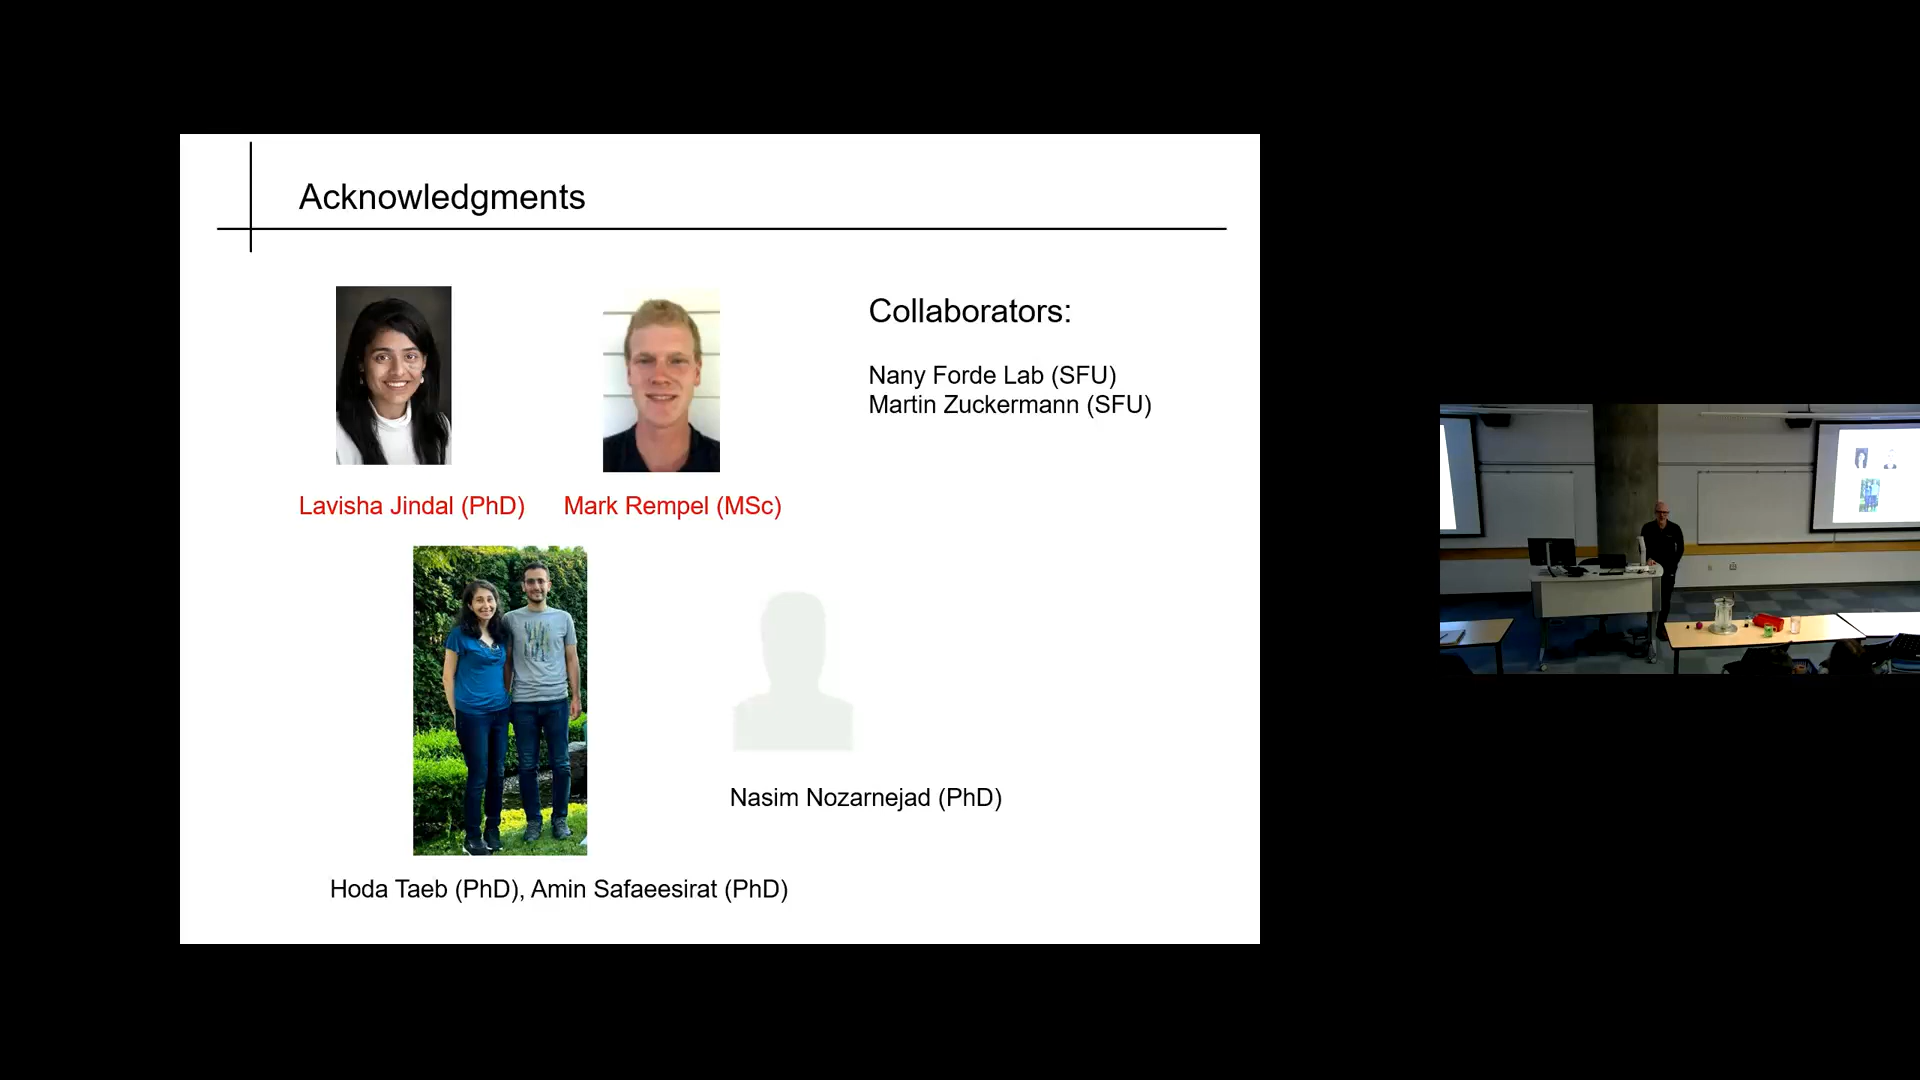 Acknowledgments
Collaborators:
Nany Forde Lab (SFU)
Martin Zuckermann (SFU)
Lavisha Jindal (PhD)
Mark Rempel (MSc)
Nasim Nozarnejad (PhD)
Hoda Taeb (PhD), Amin Safaeesirat (PhD)